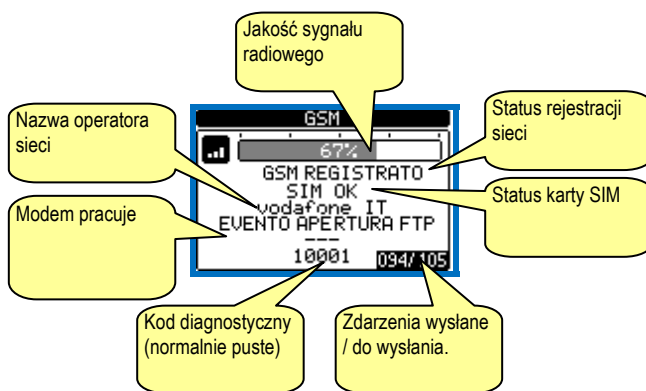 Jakość sygnału
radiowego
Nazwa operatora
sieci
Status rejestracji
sieci
GSM
67%
GSM REGISTRATO
SIM OK
vodafone IT
EVENTO APERTURA FTP
---
10001
094/105
Status karty SIM
Modem pracuje
Kod diagnostyczny
(normalnie puste)
Zdarzenia wysłane
/ do wysłania.